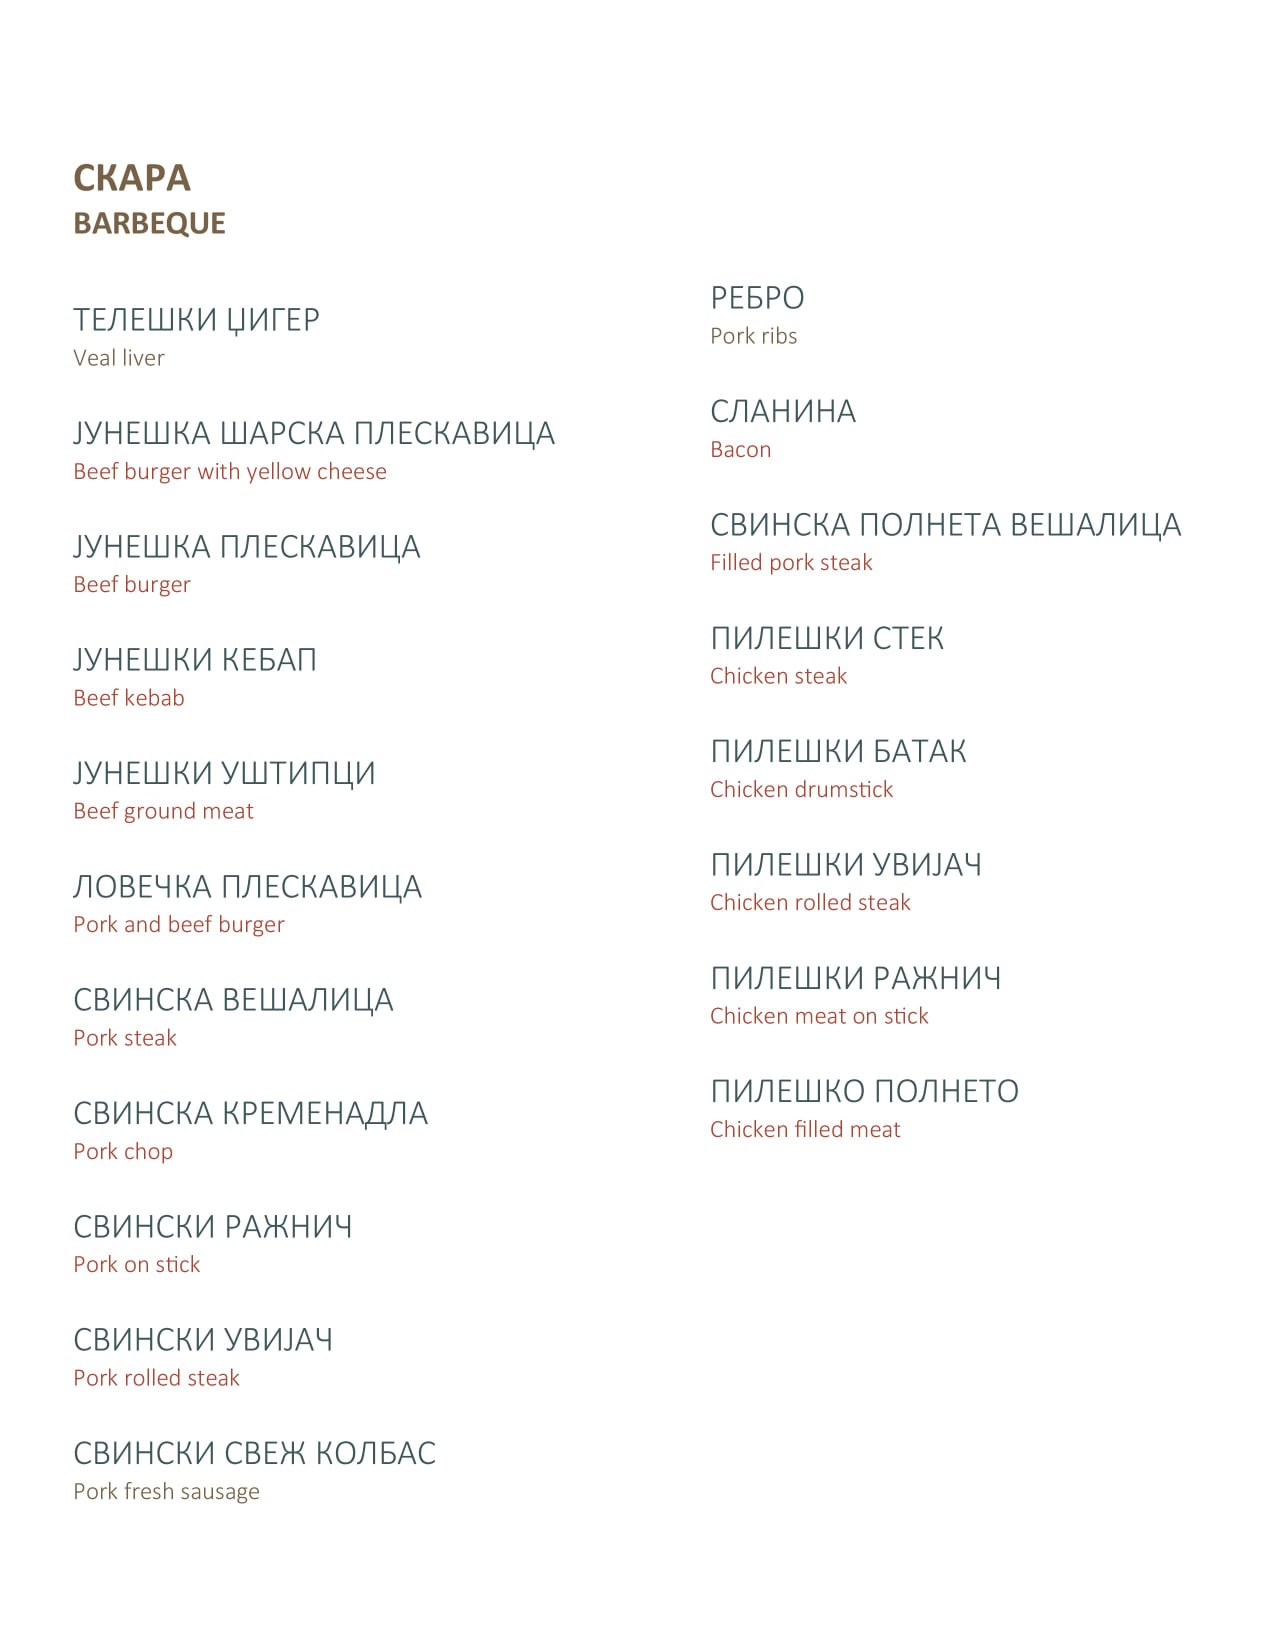 СКАРА
BARBEQUE
ТЕЛЕШКИ ЏИГЕР
Veal liver
ЈУНЕШКА ШАРСКА ПЛЕСКАВИЦА
Beef burger with yellow cheese
ЈУНЕШКА ПЛЕСКАВИЦА
Beef burger
ЈУНЕШКИ КЕБАП
Beef kebab
ЈУНЕШКИ УШТИПЦИ
Beef ground meat
ЛОВЕЧКА ПЛЕСКАВИЦА
Pork and beef burger
СВИНСКА ВЕШАЛИЦА
Pork steak
СВИНСКА КРЕМЕНАДЛА
Pork chop
СВИНСКИ РАЖНИЧ
Pork on stick
СВИНСКИ УВИЈАЧ
Pork rolled steak
СВИНСКИ СВЕЖ КОЛБАС
Pork fresh sausage
РЕБРО
Pork ribs
СЛАНИНА
Bacon
СВИНСКА ПОЛНЕТА ВЕШАЛИЦА
Filled pork steak
ПИЛЕШКИ СТЕК
Chicken steak
ПИЛЕШКИ БАТАК
Chicken drumstick
ПИЛЕШКИ УВИЈАЧ
Chicken rolled steak
ПИЛЕШКИ РАЖНИЧ
Chicken meat on stick
ПИЛЕШКО ПОЛНЕТО
Chicken filled meat